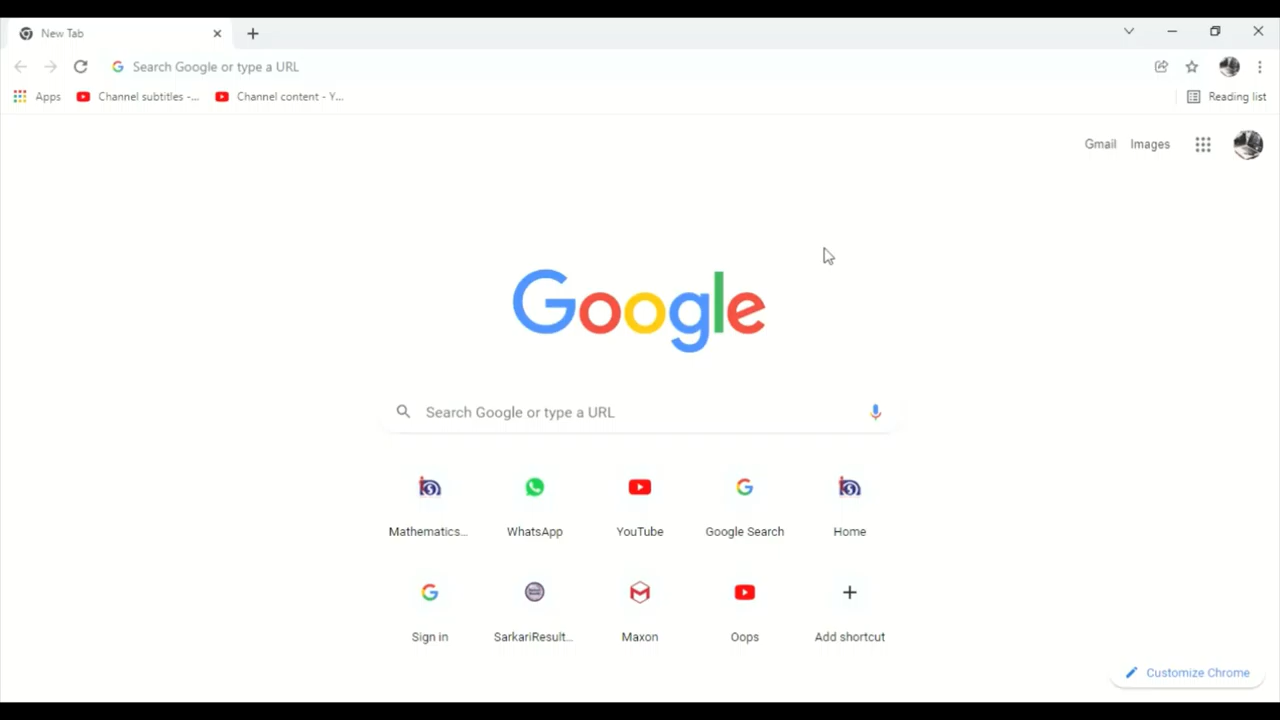 New Tab
Search Google or type a URL
Apps Channel subtitles -... Channel content - Y... Reading list
Gmail Images
Google
Search Google or type a URL
Mathematics... WhatsApp YouTube Google Search Home
Sign in SarkariResult... Maxon Oops Add shortcut
Customize Chrome